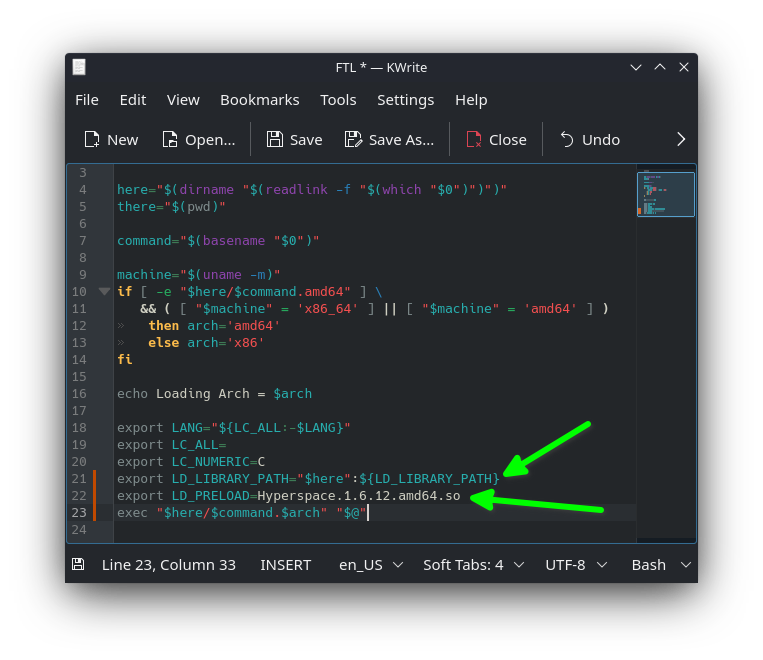 FTL * — KWrite
File Edit View Bookmarks Tools Settings Help
New Open... Save Save As... Close Undo
3
4 here="$(dirname "$(readlink -f "$(which "$0")")")"
5 there="$(pwd)"
6
7 command="$(basename "$0")"
8
9 machine="$(uname -m)"
10 if [ -e "$here/$command.amd64" ] \
11    && ( [ "$machine" = 'x86_64' ] || [ "$machine" = 'amd64' ] )
12 »   then arch='amd64'
13 »   else arch='x86'
14 fi
15
16 echo Loading Arch = $arch
17
18 export LANG="${LC_ALL:-$LANG}"
19 export LC_ALL=
20 export LC_NUMERIC=C
21 export LD_LIBRARY_PATH="$here":${LD_LIBRARY_PATH}
22 export LD_PRELOAD=Hyperspace.1.6.12.amd64.so
23 exec "$here/$command.$arch" "$@"
24
Line 23, Column 33 INSERT en_US Soft Tabs: 4 UTF-8 Bash